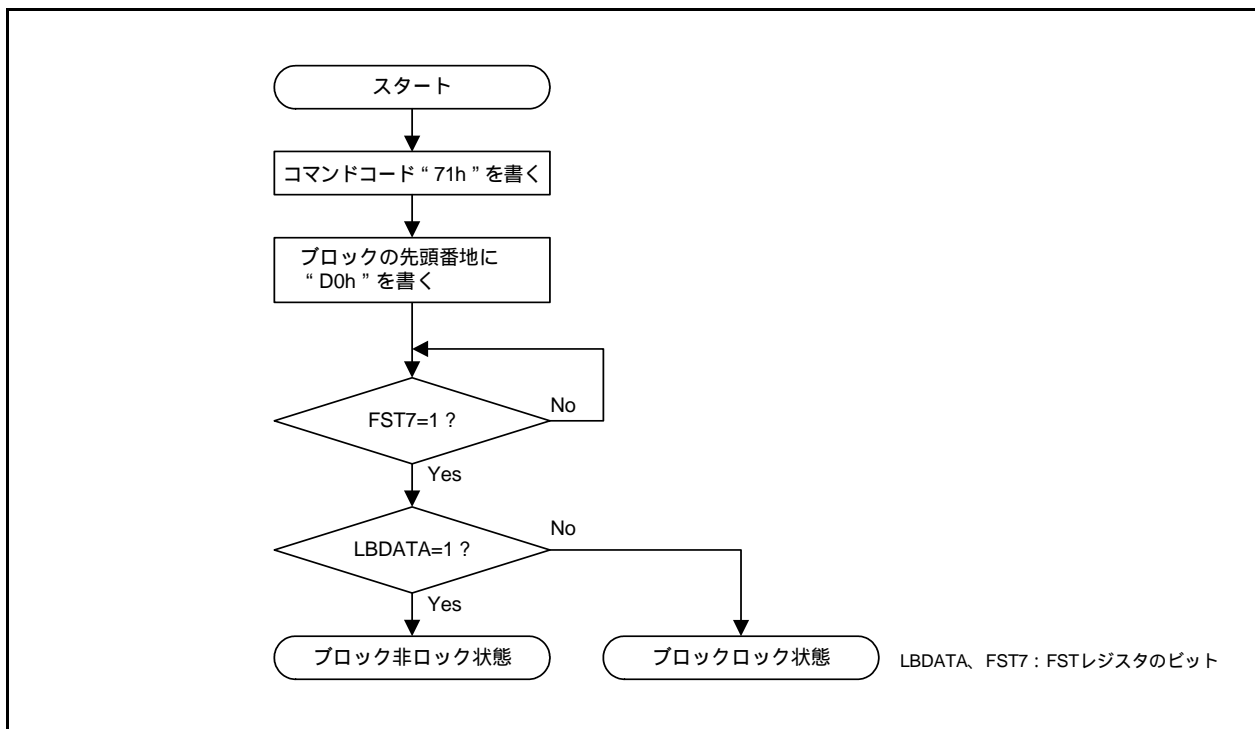 スタート
コマンドコード“ 71h ”を書く
ブロックの先頭番地に
“ D0h ”を書く
FST7=1 ?
No
Yes
LBDATA=1 ?
No
Yes
ブロック非ロック状態
ブロックロック状態
LBDATA、FST7 : FSTレジスタのビット